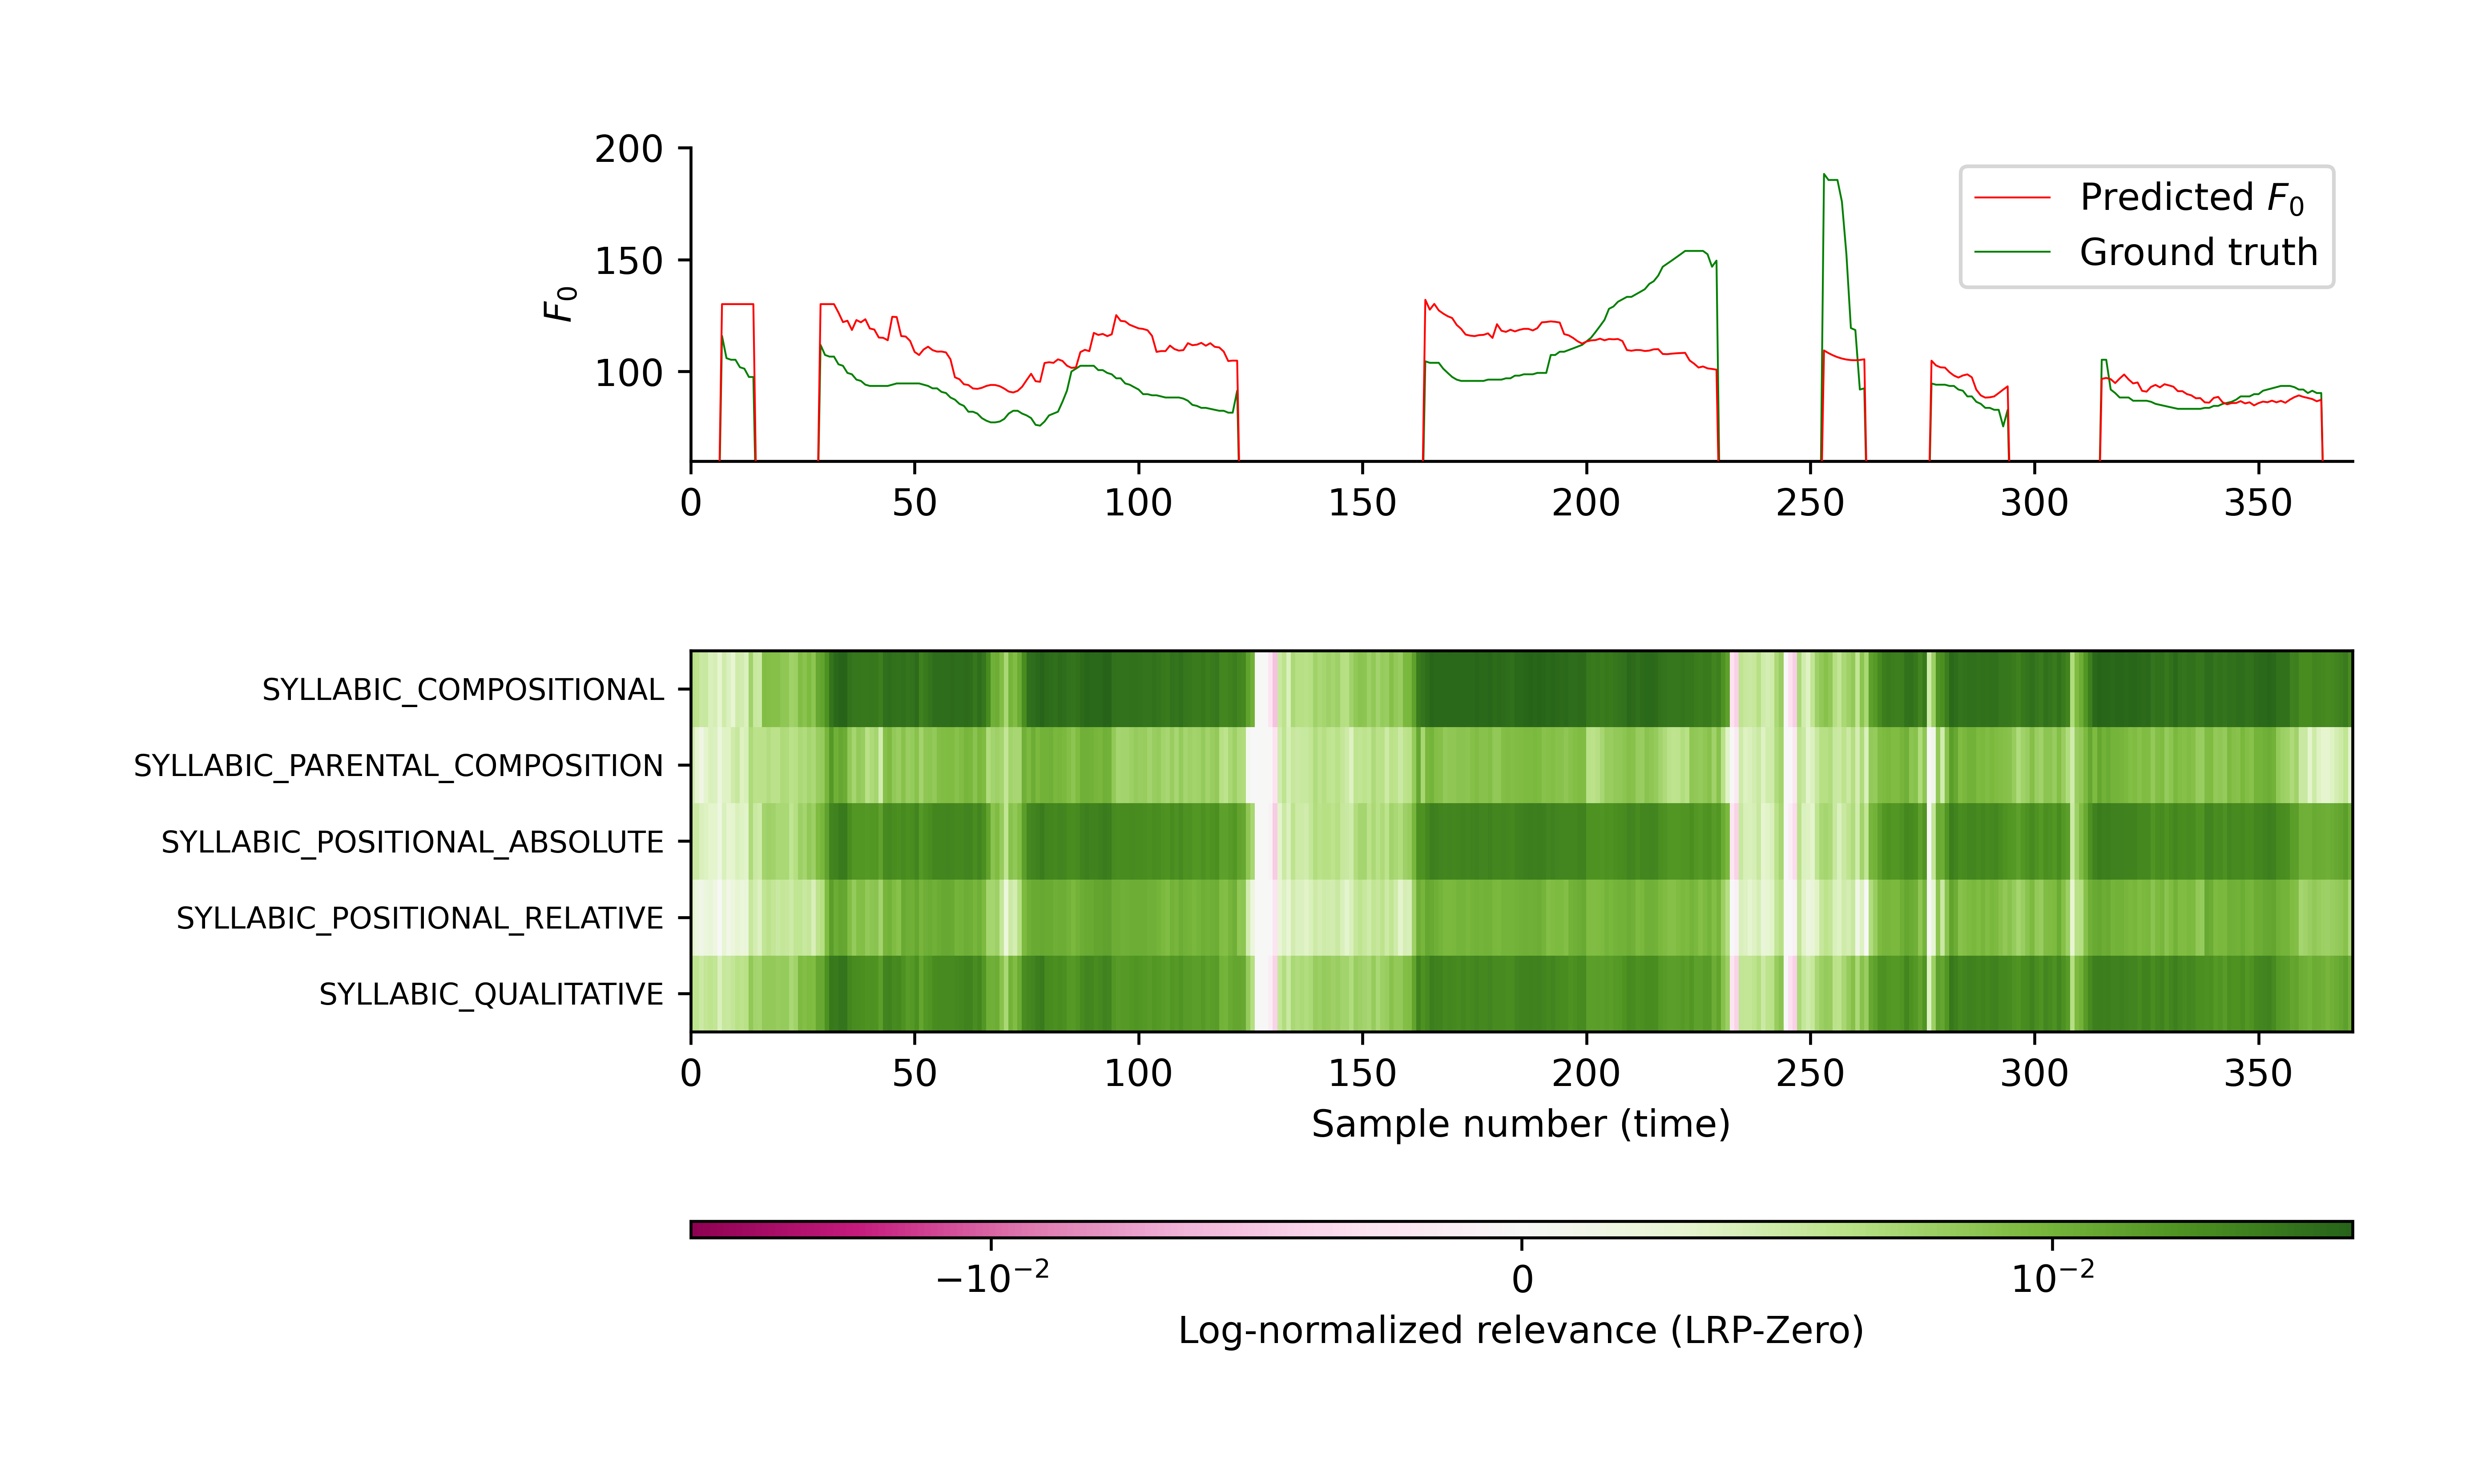 200
150
100
F₀
Predicted F₀
Ground truth
0 50 100 150 200 250 300 350
SYLLABIC_COMPOSITIONAL
SYLLABIC_PARENTAL_COMPOSITION
SYLLABIC_POSITIONAL_ABSOLUTE
SYLLABIC_POSITIONAL_RELATIVE
SYLLABIC_QUALITATIVE
0 50 100 150 200 250 300 350
Sample number (time)
−10⁻² 0 10⁻²
Log-normalized relevance (LRP-Zero)